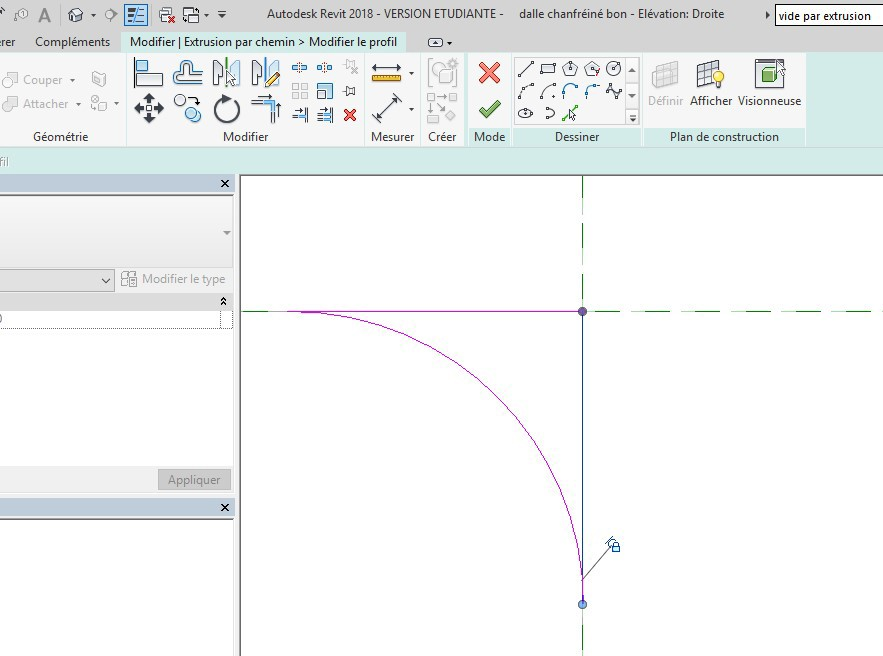 Autodesk Revit 2018 - VERSION ETUDIANTE - dalle chanfréiné bon - Elévation: Droite
vide par extrusion
rer Compléments Modifier | Extrusion par chemin > Modifier le profil
Couper
Attacher
Définir Afficher Visionneuse
Géométrie Modifier Mesurer Créer Mode Dessiner Plan de construction
fil
Modifier le type
Appliquer